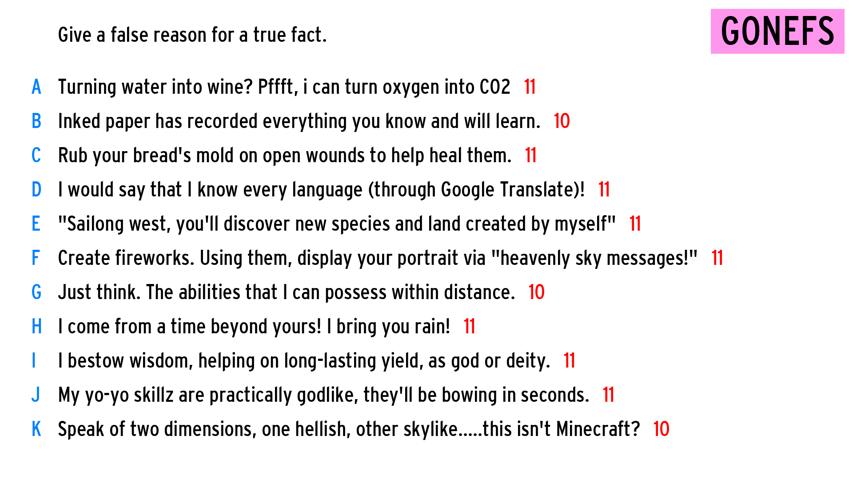 Give a false reason for a true fact.
GONEFS
A Turning water into wine? Pffft, i can turn oxygen into CO2 11
B Inked paper has recorded everything you know and will learn. 10
C Rub your bread's mold on open wounds to help heal them. 11
D I would say that I know every language (through Google Translate)! 11
E "Sailong west, you'll discover new species and land created by myself" 11
F Create fireworks. Using them, display your portrait via "heavenly sky messages!" 11
G Just think. The abilities that I can possess within distance. 10
H I come from a time beyond yours! I bring you rain! 11
I I bestow wisdom, helping on long-lasting yield, as god or deity. 11
J My yo-yo skillz are practically godlike, they'll be bowing in seconds. 11
K Speak of two dimensions, one hellish, other skylike.....this isn't Minecraft? 10